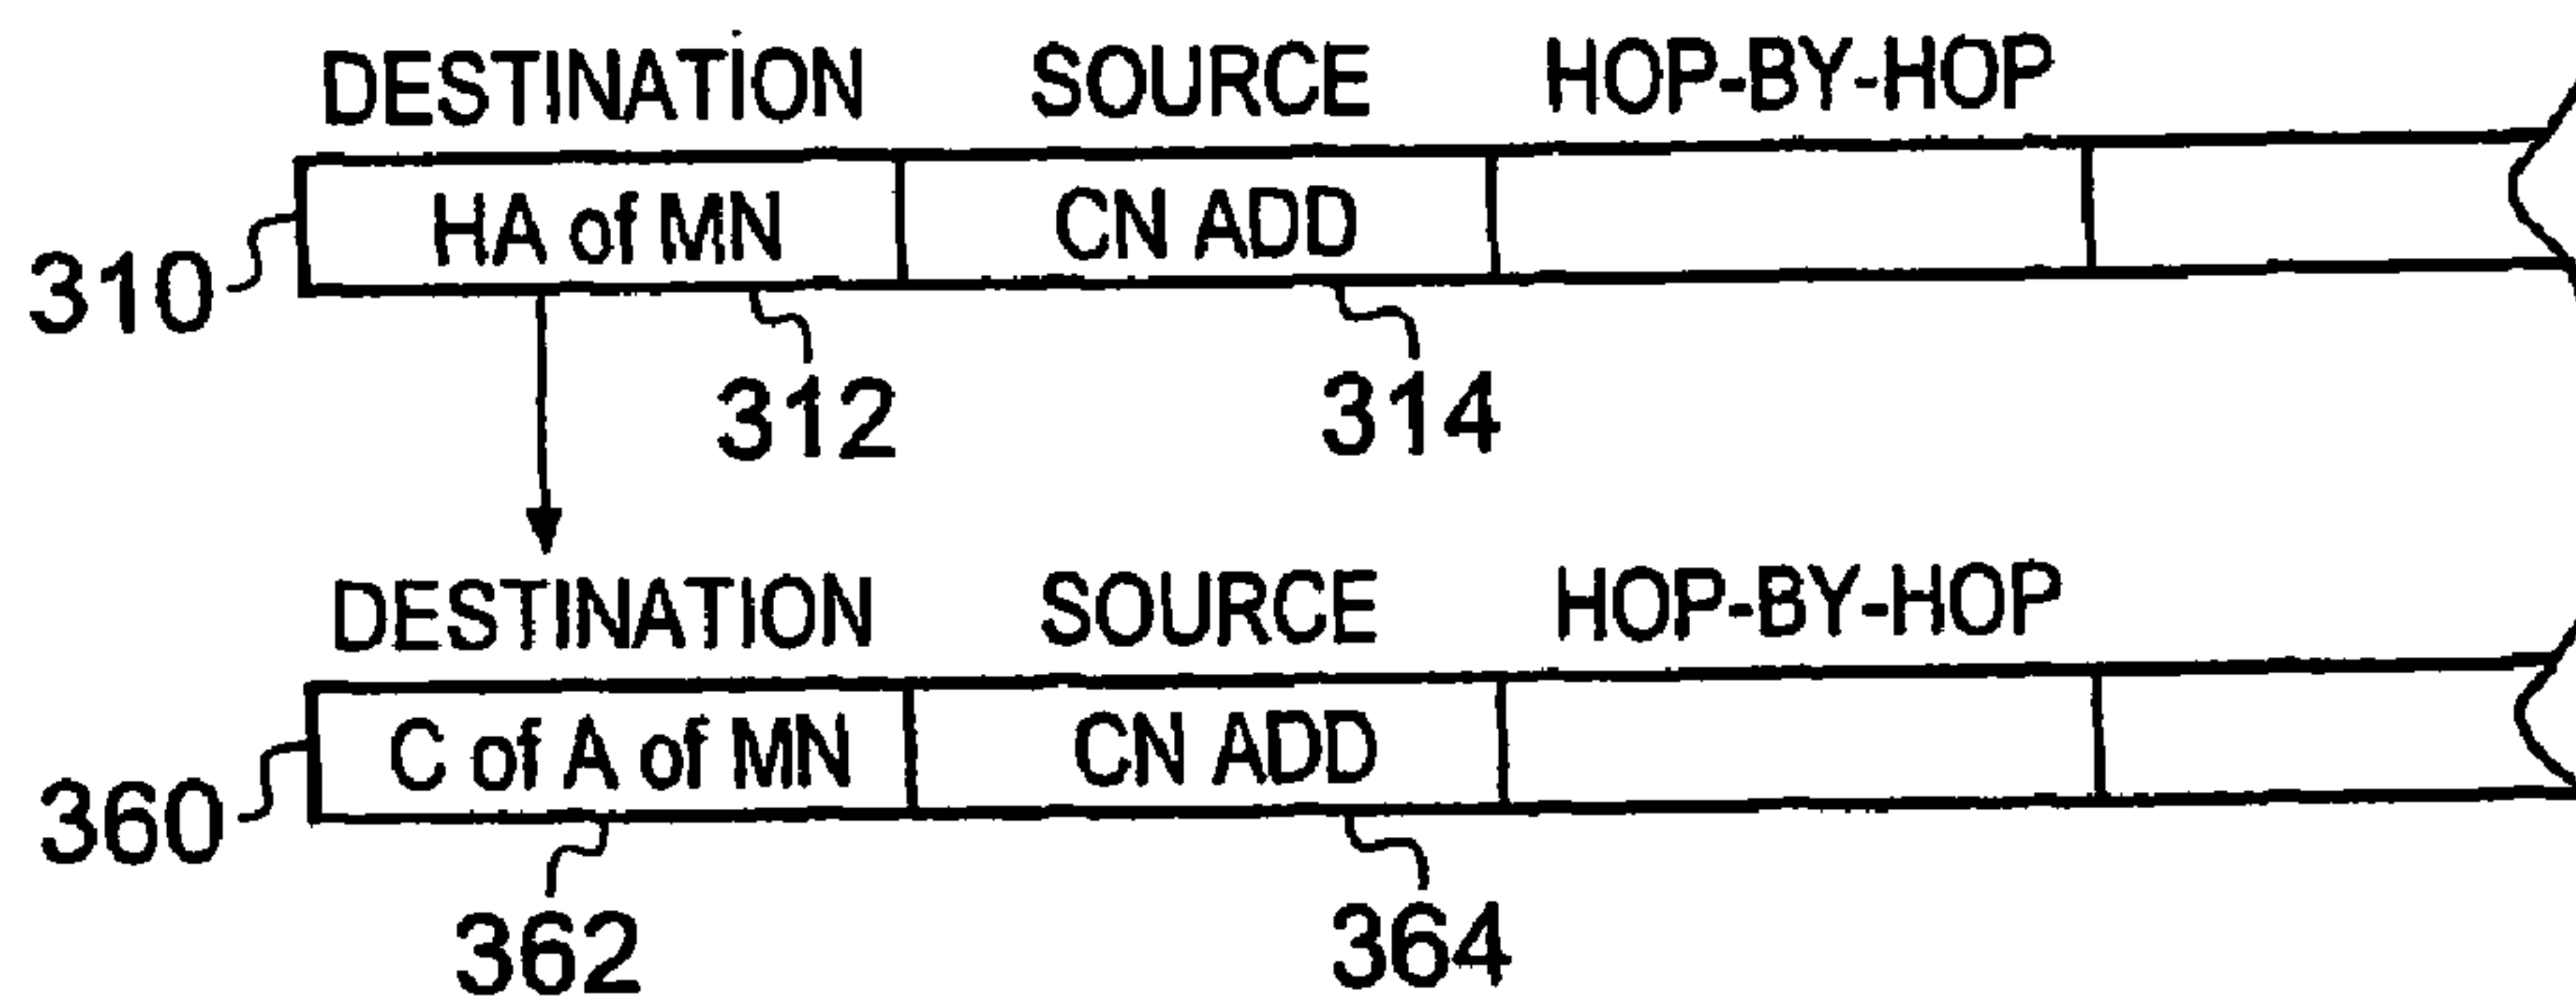 DESTINATION SOURCE HOP-BY-HOP
HA of MN CN ADD
310
312 314
DESTINATION SOURCE HOP-BY-HOP
C of A of MN CN ADD
360
362 364